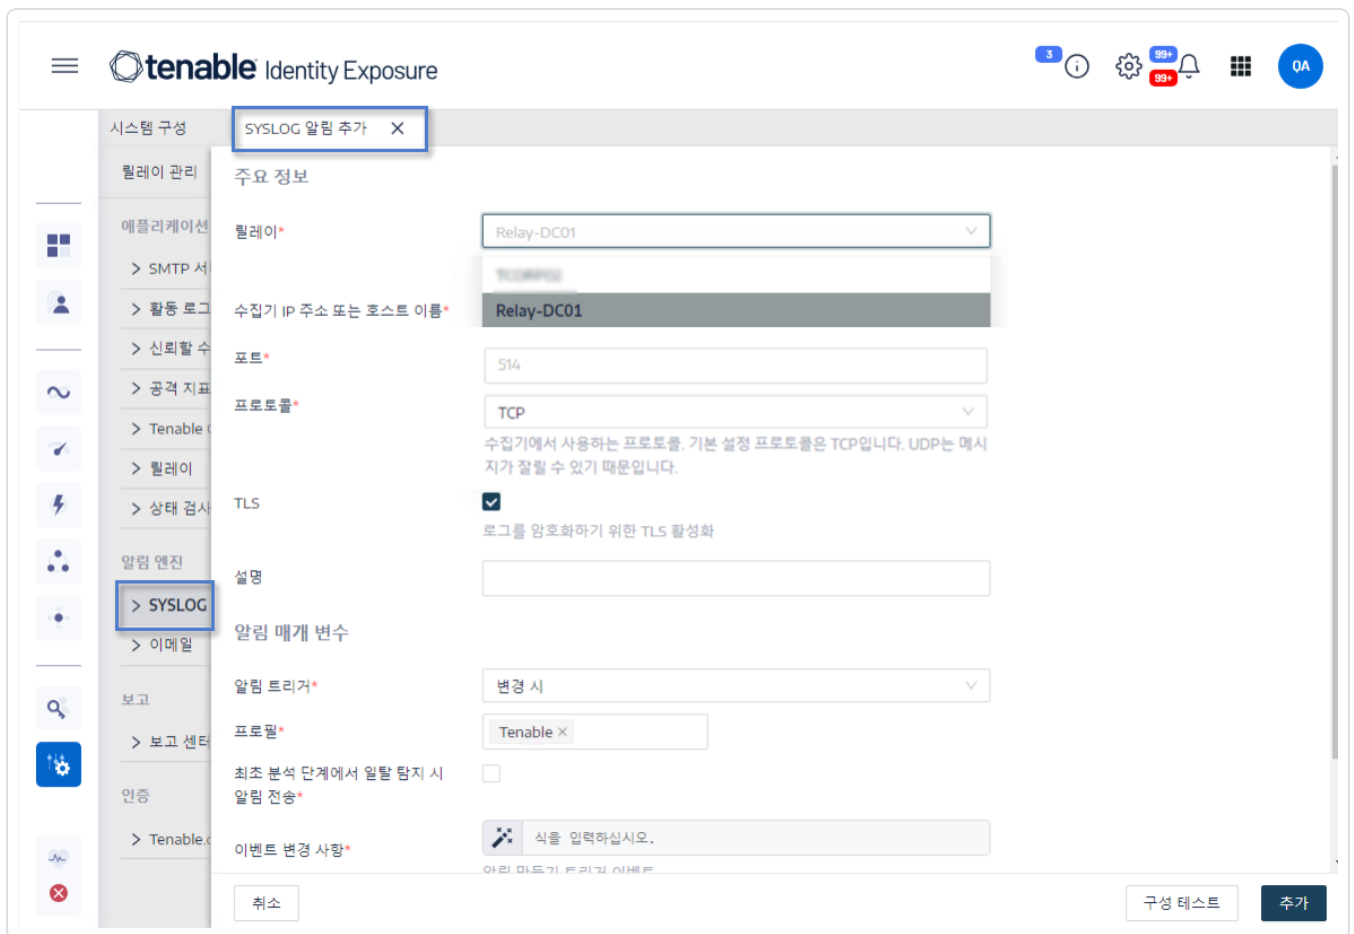 tenable Identity Exposure
3
99+
99+
QA
시스템 구성
SYSLOG 알림 추가
릴레이 관리
애플리케이션
SMTP 서
활동 로그
신뢰할 수
공격 지표
Tenable
릴레이
상태 검사
알림 엔진
SYSLOG
이메일
보고
보고 센터
인증
Tenable.c
주요 정보
릴레이*
Relay-DC01
Relay-DC01
수집기 IP 주소 또는 호스트 이름*
포트*
514
프로토콜*
TCP
수집기에서 사용하는 프로토콜. 기본 설정 프로토콜은 TCP입니다. UDP는 메시
지가 잘릴 수 있기 때문입니다.
TLS
로그를 암호화하기 위한 TLS 활성화
설명
알림 매개 변수
알림 트리거*
변경 시
프로필*
Tenable
최초 분석 단계에서 일탈 탐지 시
알림 전송*
이벤트 변경 사항*
식을 입력하십시오.
알림 만들기 트리거 이벤트
취소
구성 테스트
추가